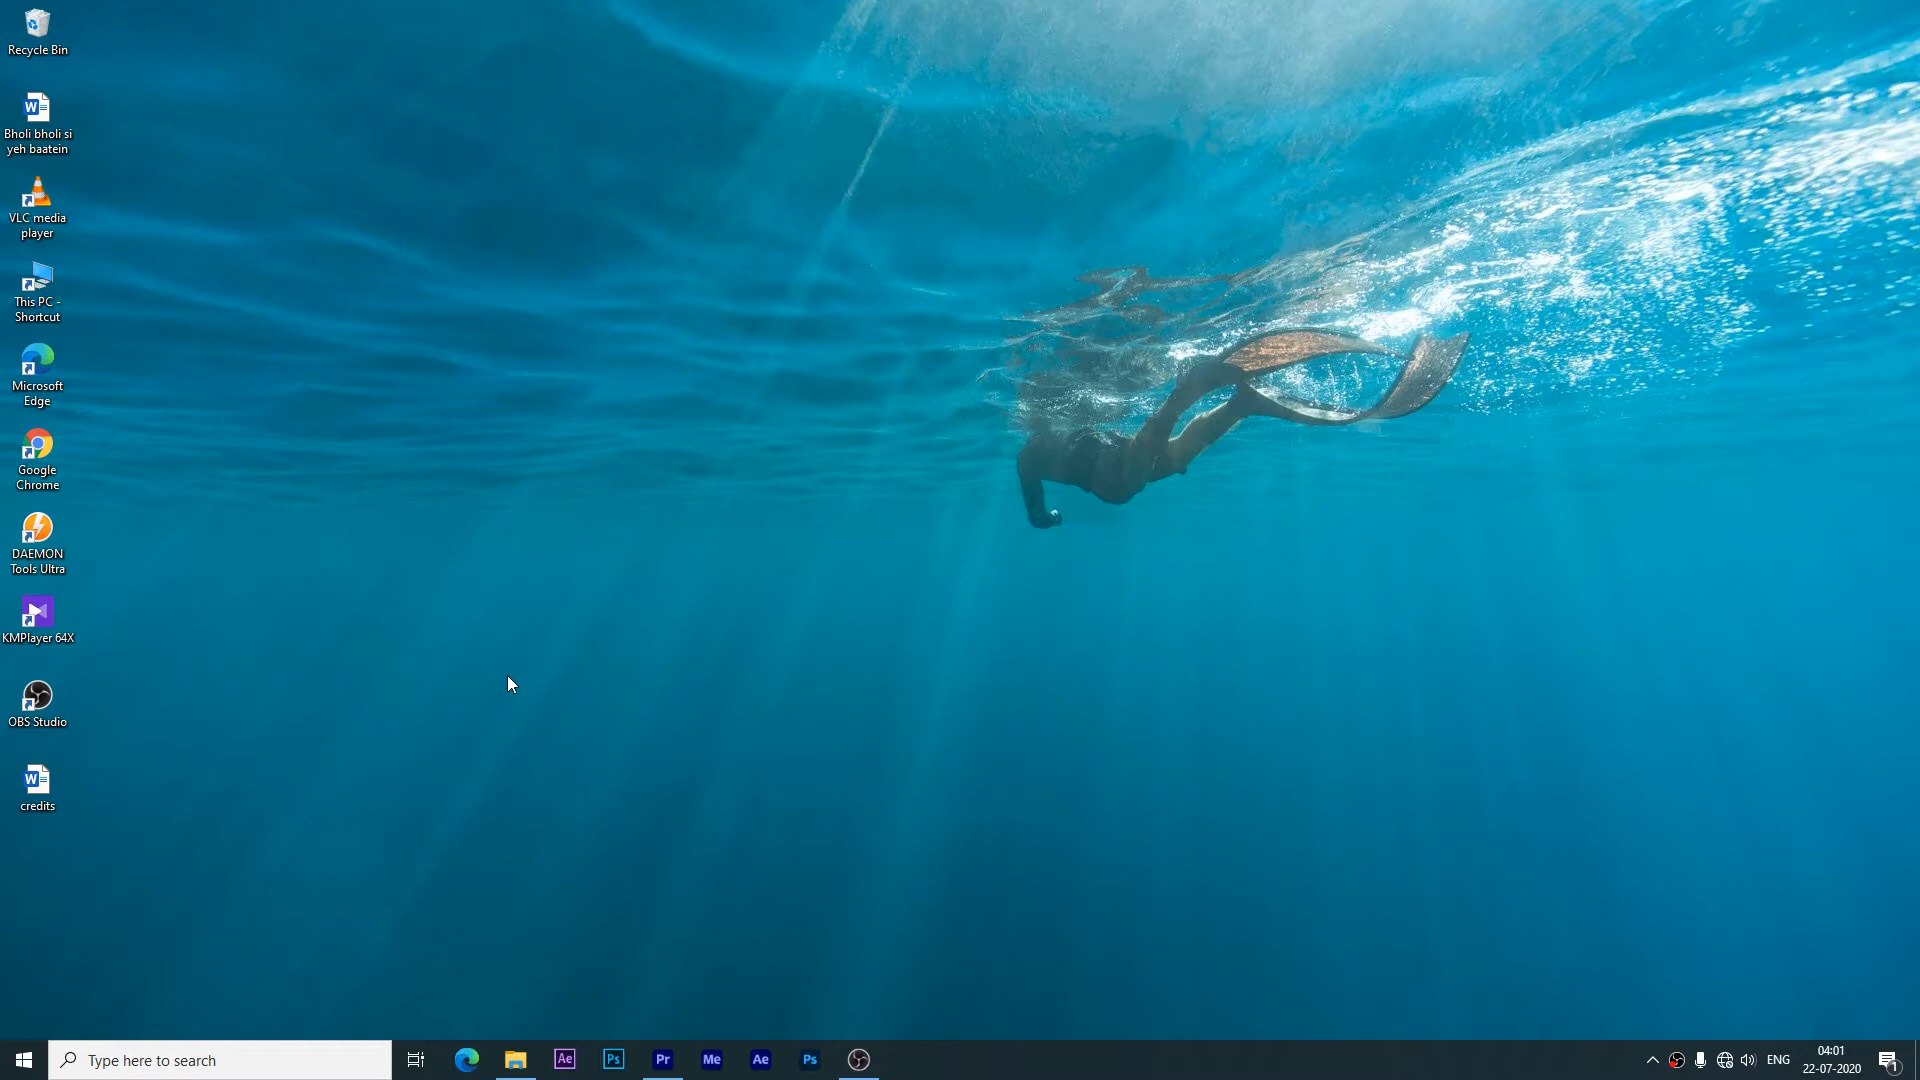 Recycle Bin
Bholi bholi si
yeh baatein
VLC media
player
This PC -
Shortcut
Microsoft
Edge
Google
Chrome
DAEMON
Tools Ultra
KMPlayer 64X
OBS Studio
credits
Type here to search
Ae
Ps
Pr
Me
Ae
Ps
ENG
04:01
22-07-2020
1